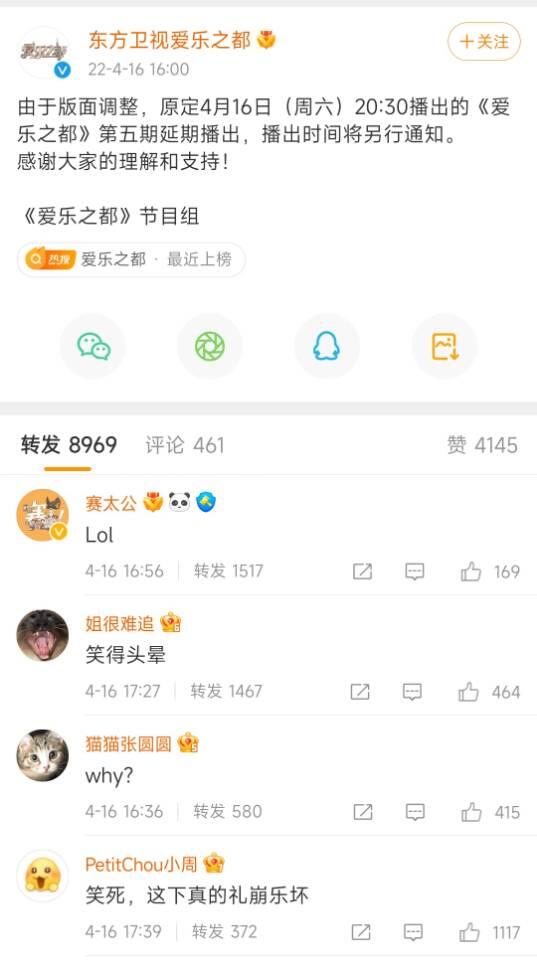 东方卫视爱乐之都
+关注
22-4-16 16:00
由于版面调整，原定4月16日（周六）20:30播出的《爱
乐之都》第五期延期播出，播出时间将另行通知。
感谢大家的理解和支持！
《爱乐之都》节目组
热搜 爱乐之都 · 最近上榜
转发 8969 评论 461 赞 4145
赛太公
Lol
4-16 16:56 转发 1517 169
姐很难追
笑得头晕
4-16 17:27 转发 1467 464
猫猫张圆圆
why?
4-16 16:36 转发 580 415
PetitChou小周
笑死，这下真的礼崩乐坏
4-16 17:39 转发 372 1117